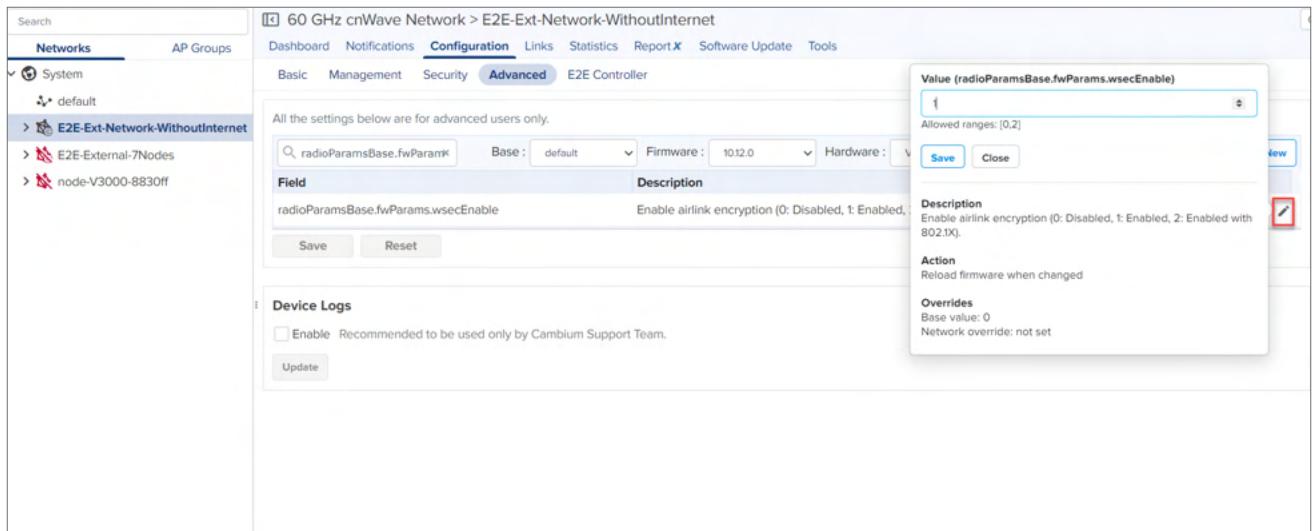 Search
Networks AP Groups
System
default
E2E-Ext-Network-WithoutInternet
E2E-External-7Nodes
node-V3000-8830ff
60 GHz cnWave Network > E2E-Ext-Network-WithoutInternet
Dashboard Notifications Configuration Links Statistics Report X Software Update Tools
Basic Management Security Advanced E2E Controller
All the settings below are for advanced users only.
radioParamsBase.fwParam Base : default Firmware : 10.12.0 Hardware : V
Field Description
radioParamsBase.fwParams.wsecEnable Enable airlink encryption (0: Disabled, 1: Enabled,
Save Reset
Device Logs
Enable Recommended to be used only by Cambium Support Team.
Update
Value (radioParamsBase.fwParams.wsecEnable)
1
Allowed ranges: [0,2]
Save Close
Description
Enable airlink encryption (0: Disabled, 1: Enabled, 2: Enabled with
802.1X).
Action
Reload firmware when changed
Overrides
Base value: 0
Network override: not set